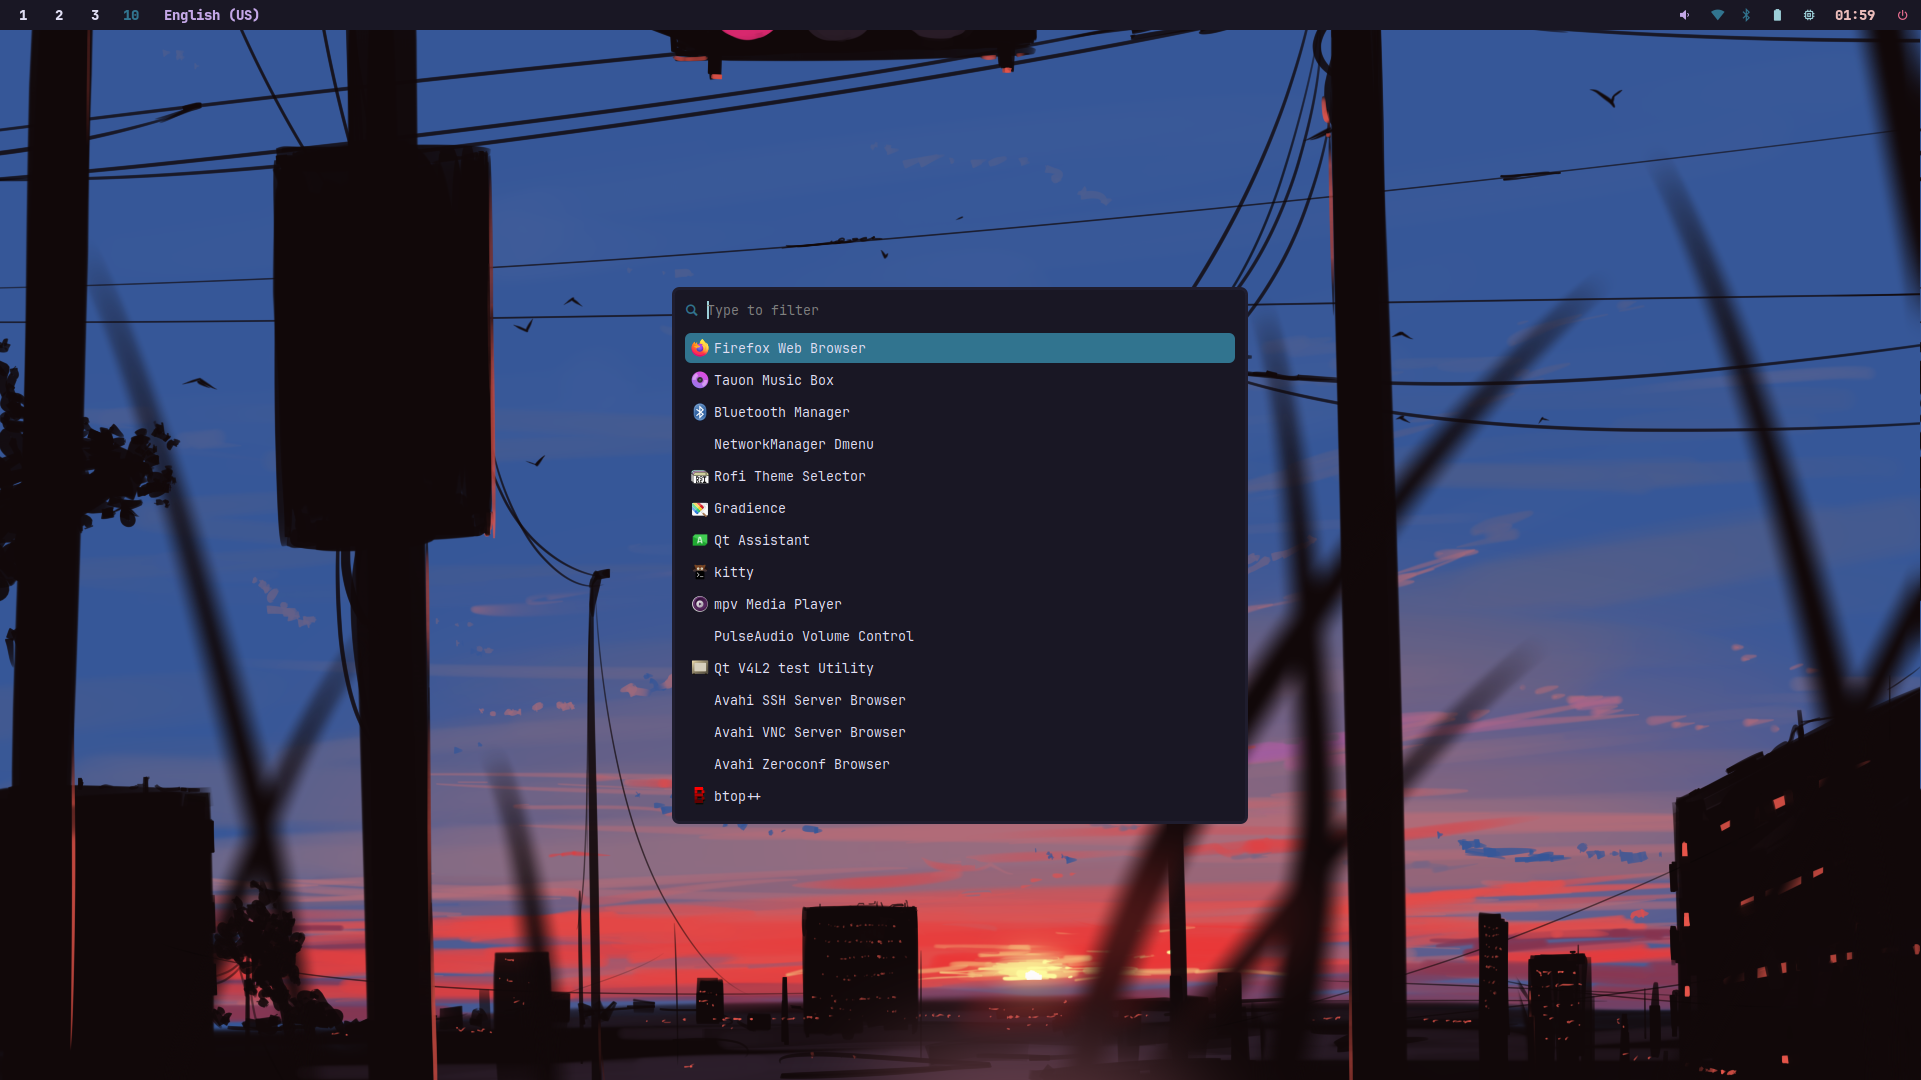 1 2 3 10 English (US) 01:59
Type to filter
Firefox Web Browser
Tauon Music Box
Bluetooth Manager
NetworkManager Dmenu
Rofi Theme Selector
Gradience
Qt Assistant
kitty
mpv Media Player
PulseAudio Volume Control
Qt V4L2 test Utility
Avahi SSH Server Browser
Avahi VNC Server Browser
Avahi Zeroconf Browser
btop++